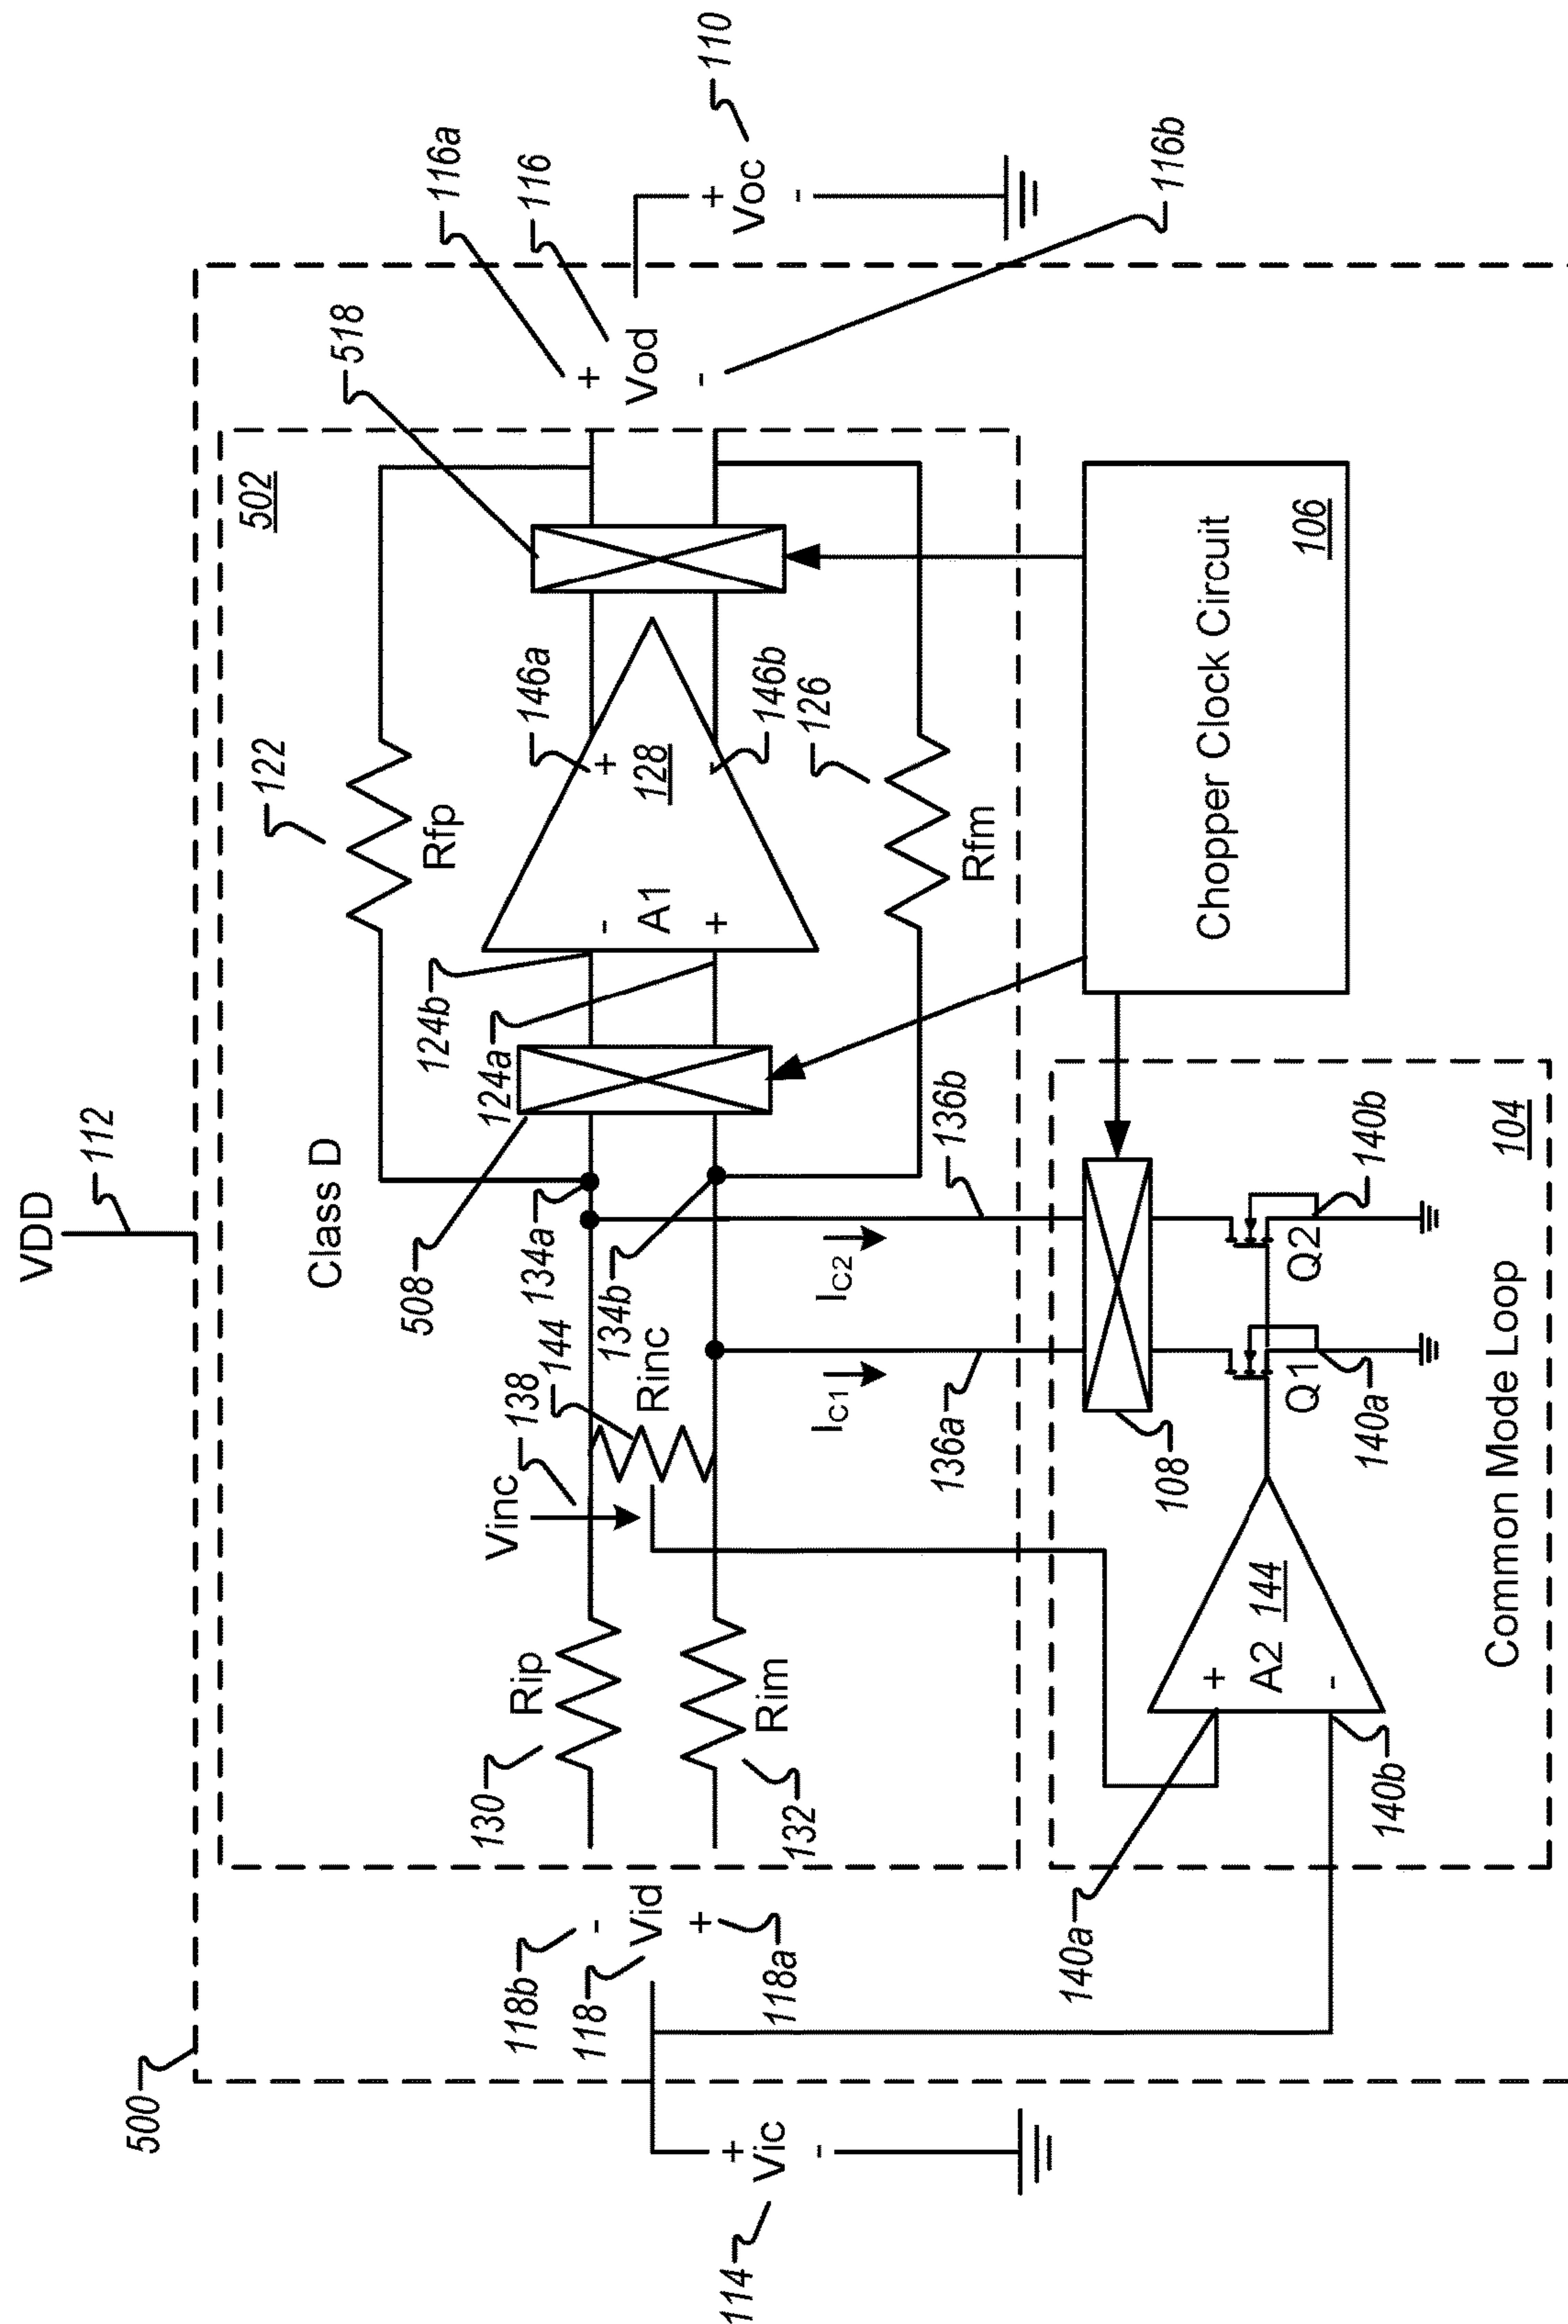 VDD
112
500
Class D
502
122
Rfp
518
116a
116
+
Vod
-
116b
110
+
Voc
-
146a
+
128
-
146b
126
-
A1
+
124b
124a
Rfm
508
134a
134b
144
Rinc
138
Vinc
Rip
130
Rim
132
118b
-
118
Vid
+
118a
114
+
Vic
-
IC2
136b
IC1
136a
108
Chopper Clock Circuit
106
104
140b
Q2
Q1
140a
+
A2
144
-
140a
140b
Common Mode Loop